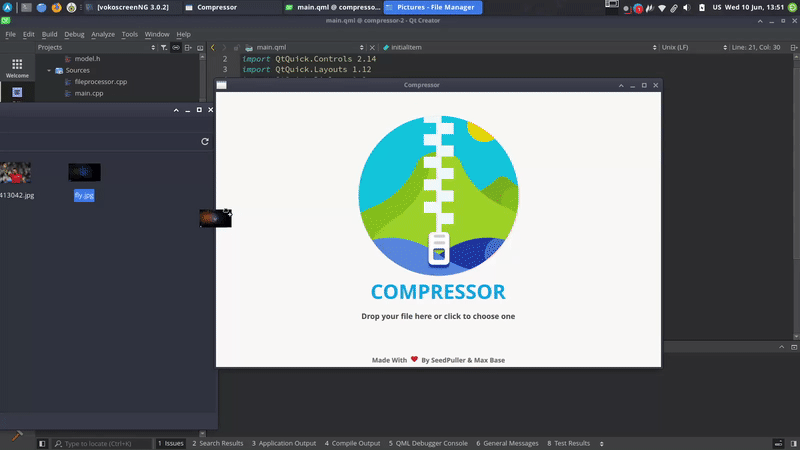 [vokoscreenNG 3.0.2]
Compressor
main.qml @ compresso...
Pictures - File Manager
US Wed 10 Jun, 13:51
main.qml @ compressor-2 - Qt Creator
File Edit Build Debug Analyze Tools Window Help
Projects
main.qml
initialItem
Unix (LF)
Line: 21, Col: 30
Welcome
model.h
Sources
fileprocessor.cpp
main.cpp
2 import QtQuick.Controls 2.14
3 import QtQuick.Layouts 1.12
Compressor
413042.jpg
fly.jpg
COMPRESSOR
Drop your file here or click to choose one
Made With ❤ By SeedPuller & Max Base
Type to locate (Ctrl+K)
1 Issues 2 Search Results 3 Application Output 4 Compile Output 5 QML Debugger Console 6 General Messages 8 Test Results